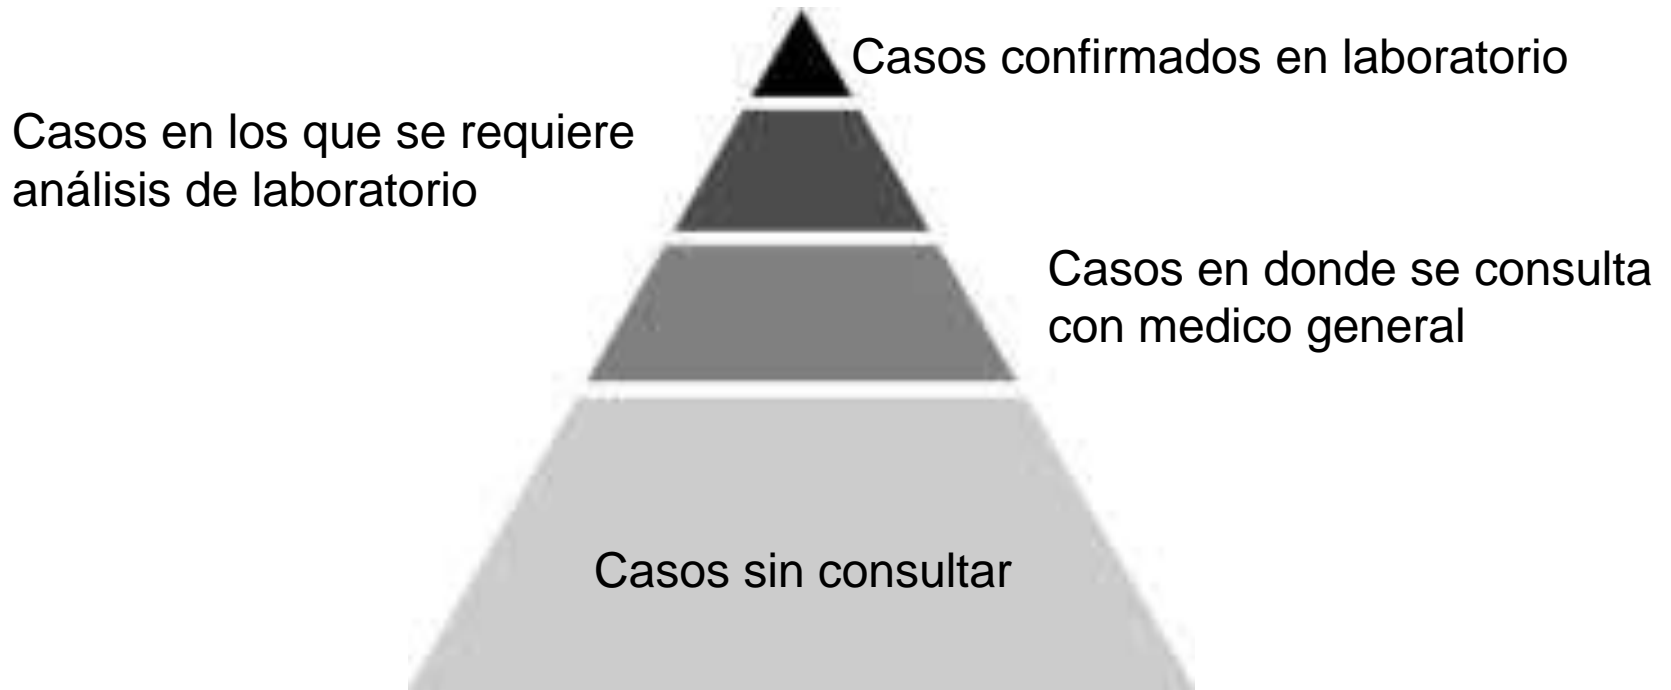 Casos confirmados en laboratorio
Casos en los que se requiere
análisis de laboratorio
Casos en donde se consulta
con medico general
Casos sin consultar